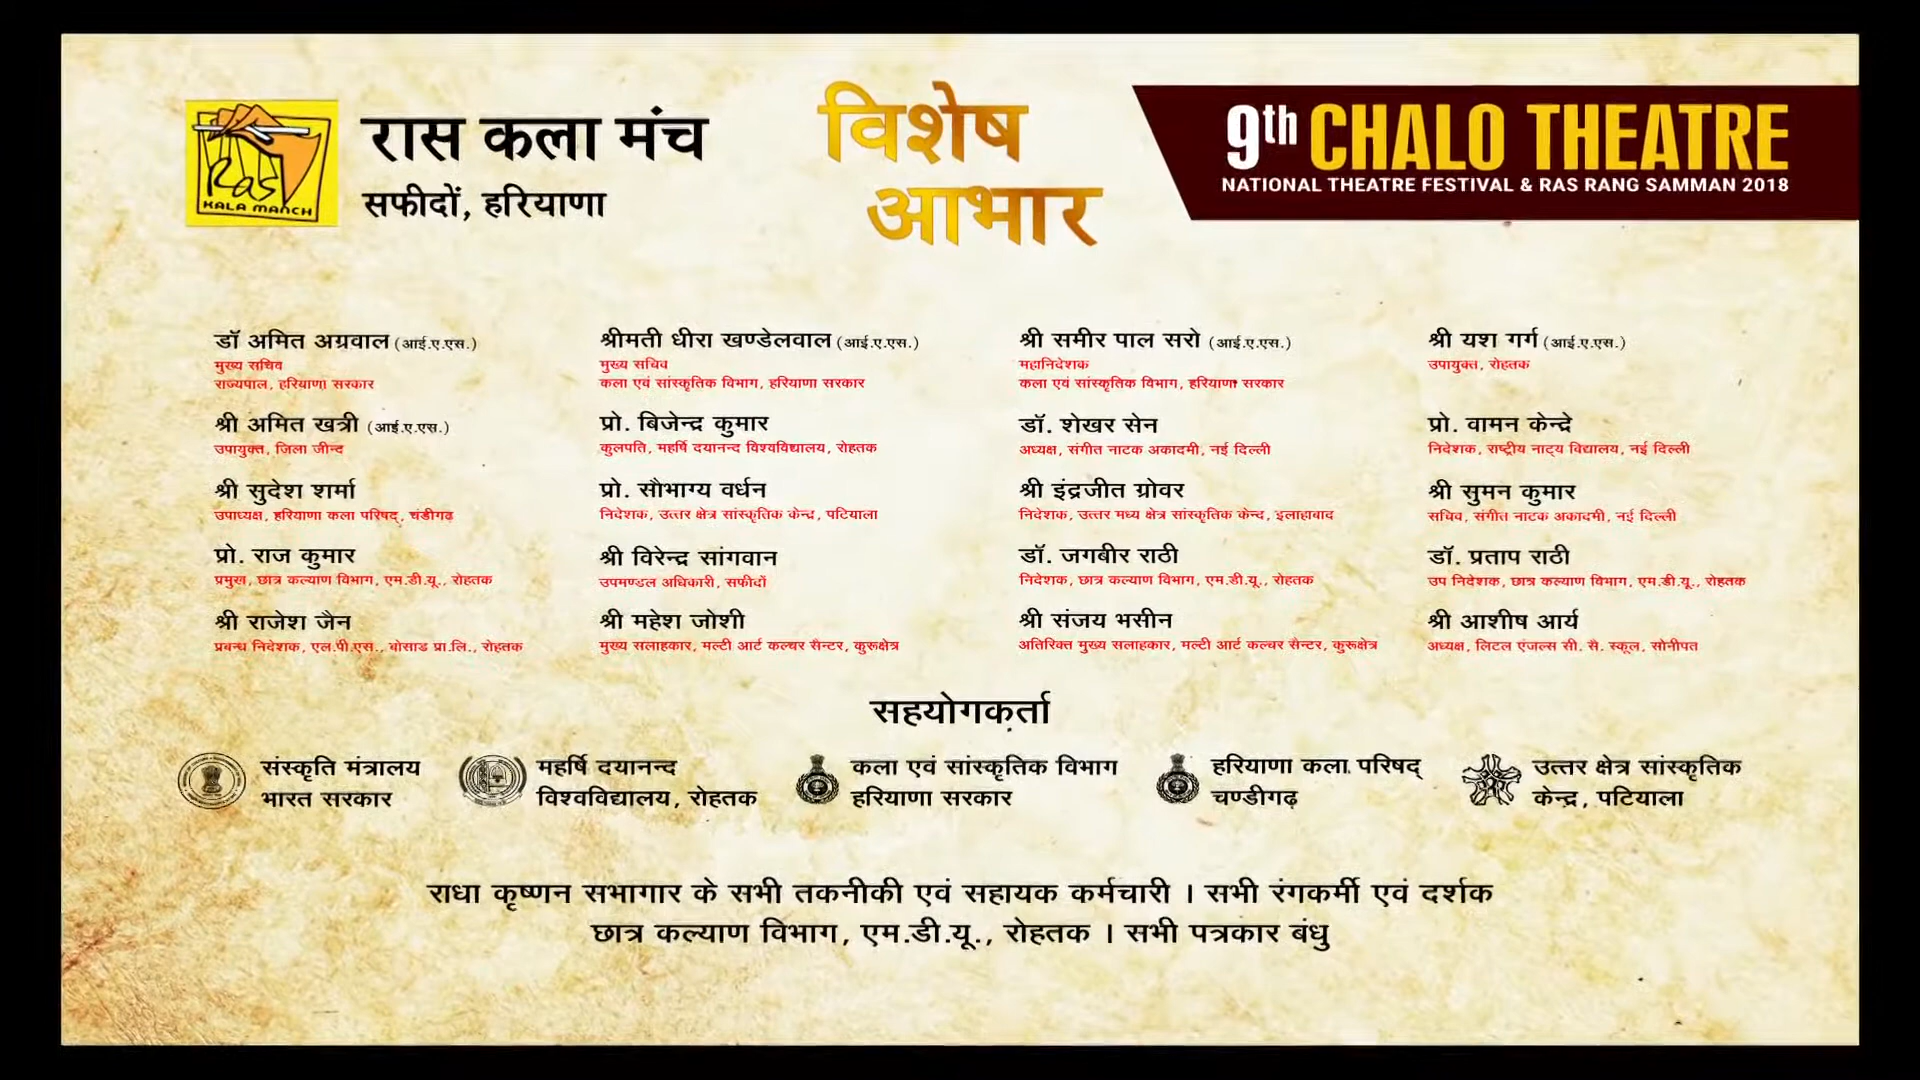 Ras
KALA MANCH
रास कला मंच
सफीदों, हरियाणा
विशेष
आभार
9th CHALO THEATRE
NATIONAL THEATRE FESTIVAL & RAS RANG SAMMAN 2018
डॉ अमित अग्रवाल (आई.ए.एस.)
मुख्य सचिव
राज्यपाल, हरियाणा सरकार
श्रीमती धीरा खण्डेलवाल (आई.ए.एस.)
मुख्य सचिव
कला एवं सांस्कृतिक विभाग, हरियाणा सरकार
श्री समीर पाल सरो (आई.ए.एस.)
महानिदेशक
कला एवं सांस्कृतिक विभाग, हरियाणा सरकार
श्री यश गर्ग (आई.ए.एस.)
उपायुक्त, रोहतक
श्री अमित खत्री (आई.ए.एस.)
उपायुक्त, ज़िला जीन्द
प्रो. बिजेन्द कुमार
कुलपति, महर्षि दयानन्द विश्वविद्यालय, रोहतक
डॉ. शेखर सेन
अध्यक्ष, संगीत नाटक अकादमी, नई दिल्ली
प्रो. वामन केन्दे
निदेशक, राष्ट्रीय नाट्य विद्यालय, नई दिल्ली
श्री सुदेश शर्मा
उपाध्यक्ष, हरियाणा कला परिषद्, चंडीगढ़
प्रो. सौभाग्य वर्धन
निदेशक, उत्तर क्षेत्र सांस्कृतिक केन्द्र, पटियाला
श्री इंद्रजीत ग्रोवर
निदेशक, उत्तर मध्य क्षेत्र सांस्कृतिक केन्द, इलाहाबाद
श्री सुमन कुमार
सचिव, संगीत नाटक अकादमी, नई दिल्ली
प्रो. राज कुमार
प्रमुख, छात्र कल्याण विभाग, एम.डी.यू., रोहतक
श्री विरेन्द्र सांगवान
उपमण्डल अधिकारी, सफीदों
डॉ. जगबीर राठी
निदेशक, छात्र कल्याण विभाग, एम.डी.यू., रोहतक
डॉ. प्रताप राठी
उप निदेशक, छात्र कल्याण विभाग, एम.डी.यू., रोहतक
श्री राजेश जैन
प्रबन्ध निदेशक, एल.पी.एस., बोसाड प्रा.लि., रोहतक
श्री महेश जोशी
मुख्य सलाहकार, मल्टी आर्ट कल्चर सैन्टर, कुरूक्षेत्र
श्री संजय भसीन
अतिरिक्त मुख्य सलाहकार, मल्टी आर्ट कल्चर सैन्टर, कुरूक्षेत्र
श्री आशीष आर्य
अध्यक्ष, लिटल एंजल्स सी. सै. स्कूल, सोनीपत
सहयोगकर्ता
संस्कृति मंत्रालय
भारत सरकार
महर्षि दयानन्द
विश्वविद्यालय, रोहतक
कला एवं सांस्कृतिक विभाग
हरियाणा सरकार
हरियाणा कला परिषद्
चण्डीगढ़
उत्तर क्षेत्र सांस्कृतिक
केन्द्र, पटियाला
राधा कृष्णन सभागार के सभी तकनीकी एवं सहायक कर्मचारी । सभी रंगकर्मी एवं दर्शक
छात्र कल्याण विभाग, एम.डी.यू., रोहतक । सभी पत्रकार बंधु